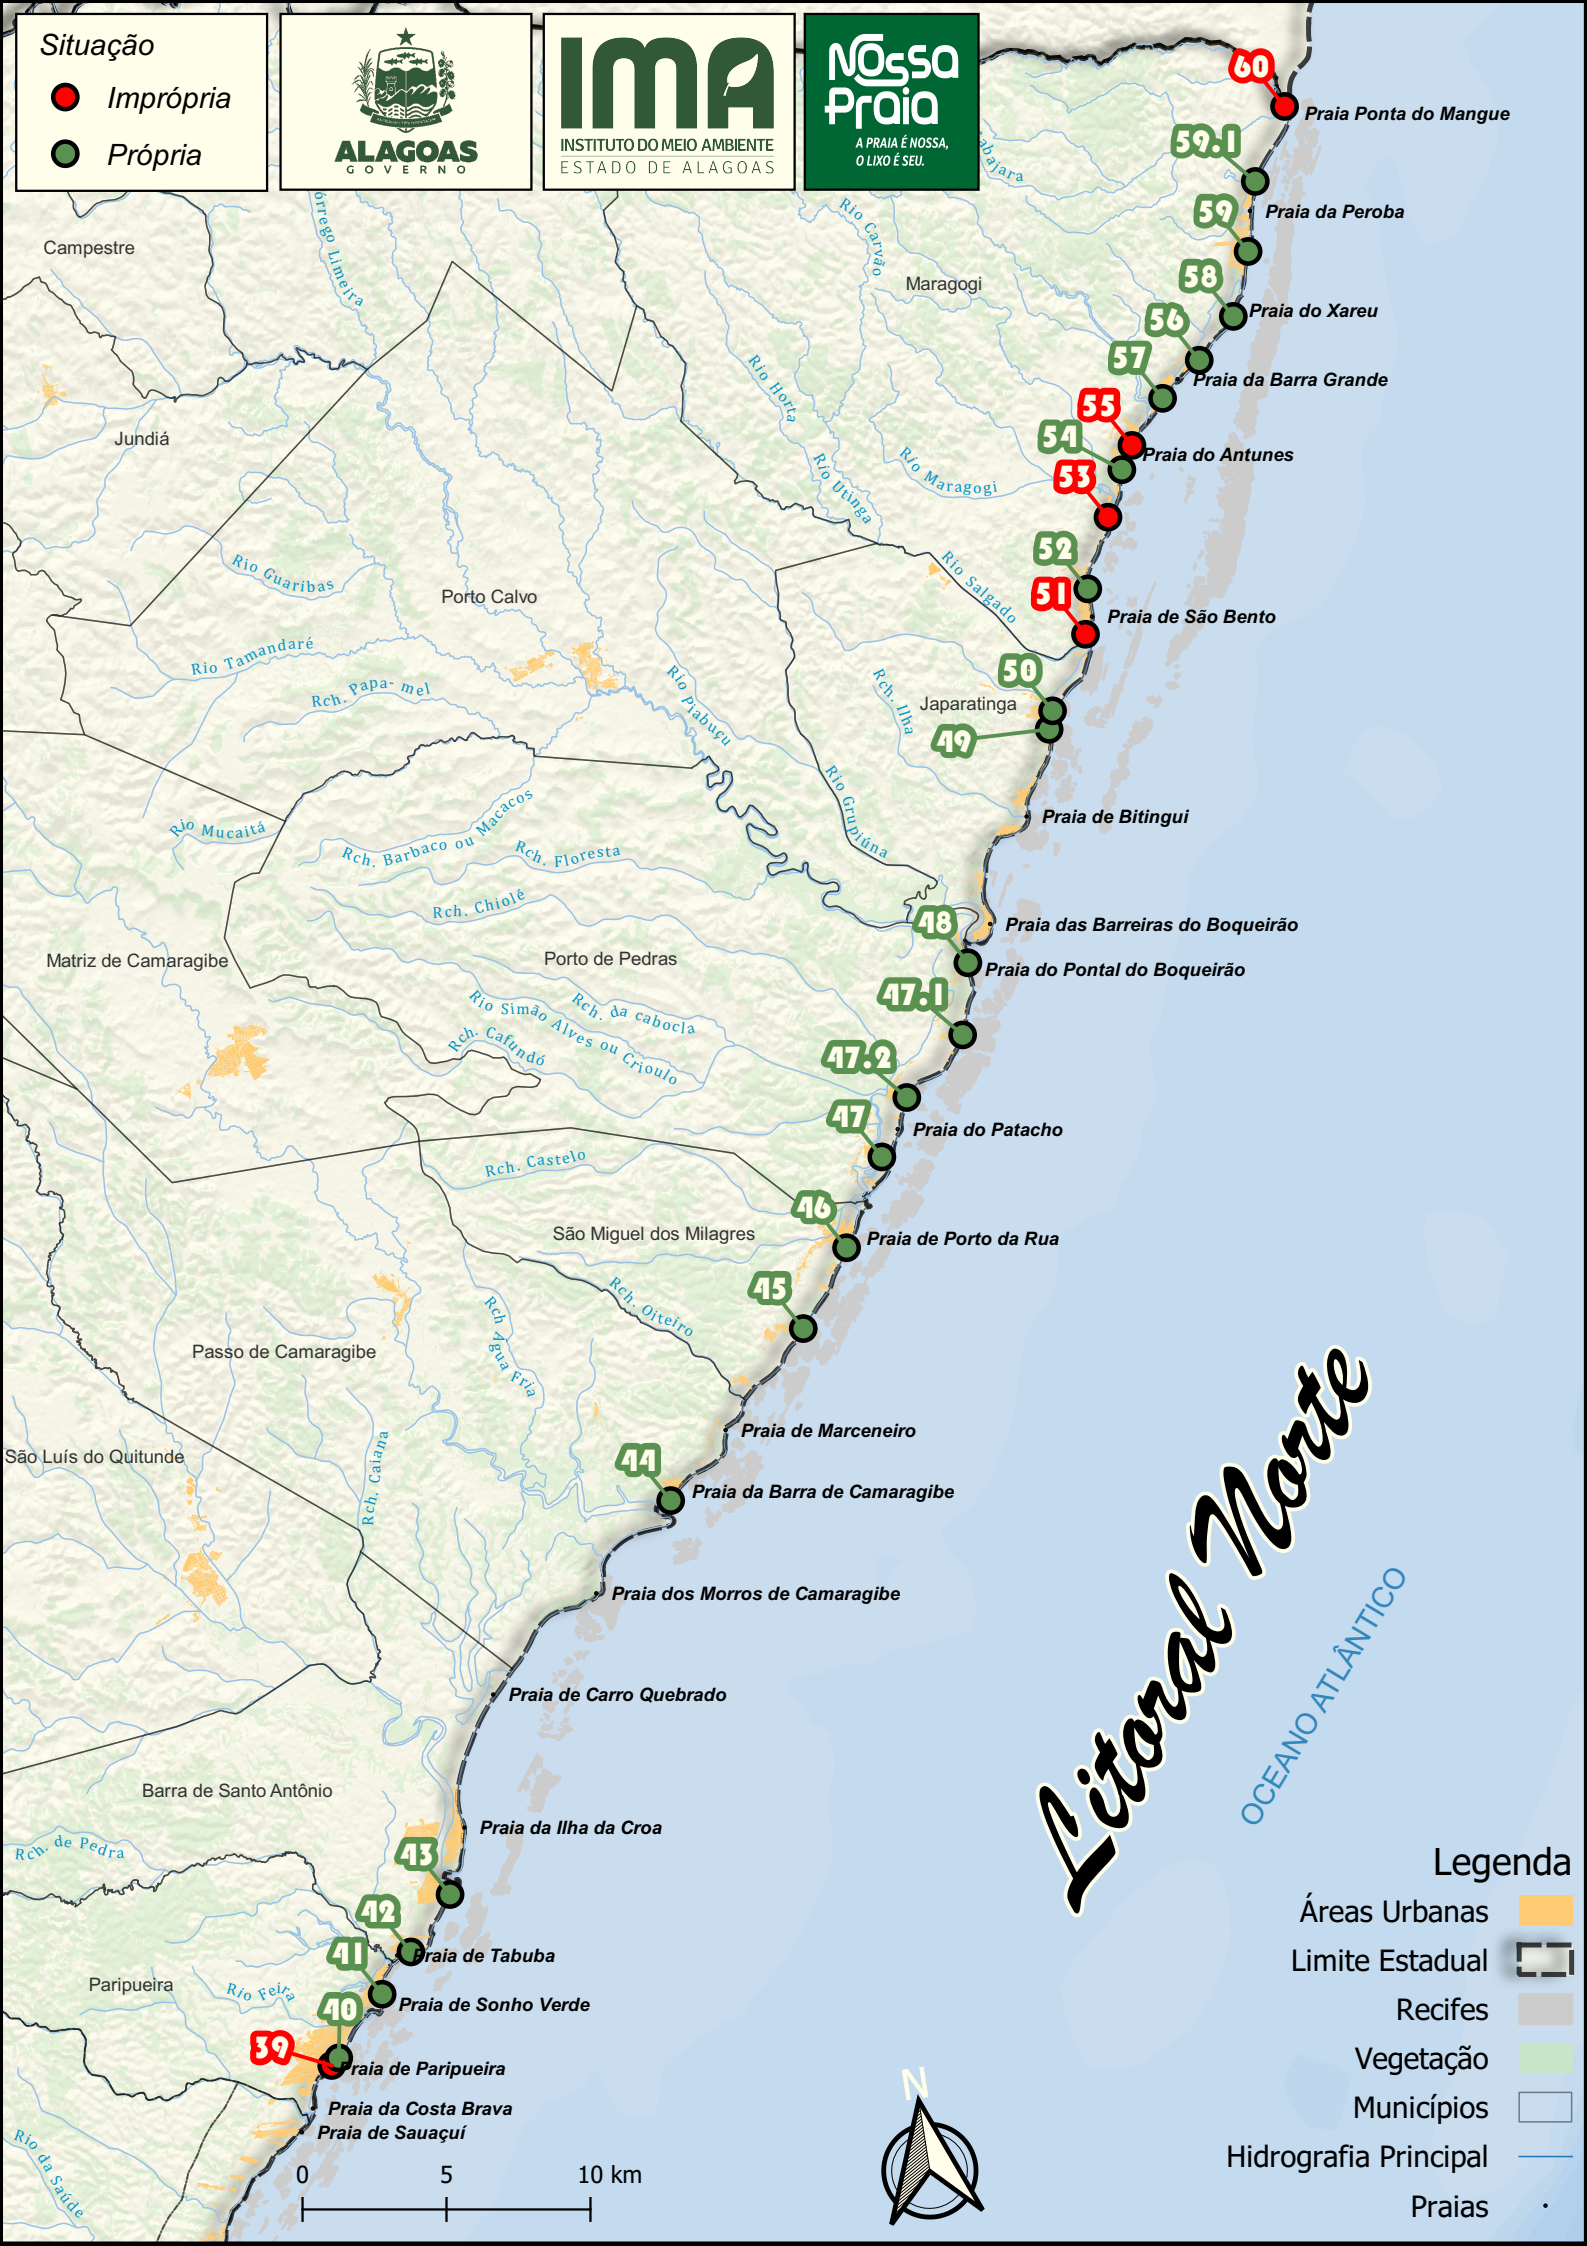 Situação
Imprópria
Própria
ALAGOAS
GOVERNO
IMA
INSTITUTO DO MEIO AMBIENTE
ESTADO DE ALAGOAS
Nossa
Praia
A PRAIA É NOSSA,
O LIXO É SEU.
60
Praia Ponta do Mangue
59.1
59
Praia da Peroba
Rio Carvão
Campestre
órrego Limeira
Maragogi
58
Praia do Xareu
56
57
Praia da Barra Grande
Rio Horta
55
Jundiá
54
Praia do Antunes
53
Rio Maragogi
Rio Utinga
52
Rio Guaribas
Rio Salgado
Porto Calvo
51
Praia de São Bento
Rio Tamandaré
50
Rch. Papa- mel
Rio Piabuçu
Rch. Ilha
Japaratinga
49
Praia de Bitingui
Rio Mucaitá
Rch. Barbaco ou Macacos
Rch. Floresta
Rio Grupiúna
Rch. Chiolé
48
Praia das Barreiras do Boqueirão
Matriz de Camaragibe
Porto de Pedras
Praia do Pontal do Boqueirão
47.1
Rio Simão Alves ou Crioulo
Rch. da cabocla
Rch. Cafundó
47.2
47
Praia do Patacho
Rch. Castelo
46
São Miguel dos Milagres
Praia de Porto da Rua
45
Rch. Oiteiro
Rch Água Fria
Passo de Camaragibe
Praia de Marceneiro
São Luís do Quitunde
44
Rch. Caiana
Praia da Barra de Camaragibe
Praia dos Morros de Camaragibe
Litoral Norte
OCEANO ATLÂNTICO
Praia de Carro Quebrado
Barra de Santo Antônio
Praia da Ilha da Croa
Rch. de Pedra
43
42
41
Praia de Tabuba
Paripueira
Rio Feira
Praia de Sonho Verde
40
39
Praia de Paripueira
Praia da Costa Brava
Praia de Sauaçuí
Rio da Saúde
0 5 10 km
N
Legenda
Áreas Urbanas
Limite Estadual
Recifes
Vegetação
Municípios
Hidrografia Principal
Praias